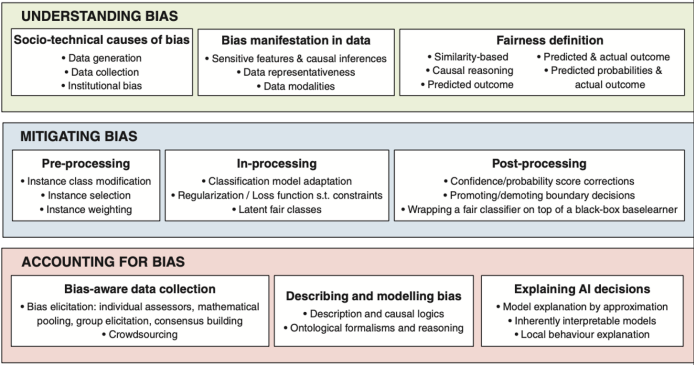 UNDERSTANDING BIAS
Socio-technical causes of bias
• Data generation
• Data collection
• Institutional bias
Bias manifestation in data
• Sensitive features & causal inferences
• Data representativeness
• Data modalities
Fairness definition
• Similarity-based
• Causal reasoning
• Predicted outcome
• Predicted & actual outcome
• Predicted probabilities &
actual outcome
MITIGATING BIAS
Pre-processing
• Instance class modification
• Instance selection
• Instance weighting
In-processing
• Classification model adaptation
• Regularization / Loss function s.t. constraints
• Latent fair classes
Post-processing
• Confidence/probability score corrections
• Promoting/demoting boundary decisions
• Wrapping a fair classifier on top of a black-box baselearner
ACCOUNTING FOR BIAS
Bias-aware data collection
• Bias elicitation: individual assessors, mathematical
pooling, group elicitation, consensus building
• Crowdsourcing
Describing and modelling bias
• Description and causal logics
• Ontological formalisms and reasoning
Explaining AI decisions
• Model explanation by approximation
• Inherently interpretable models
• Local behaviour explanation